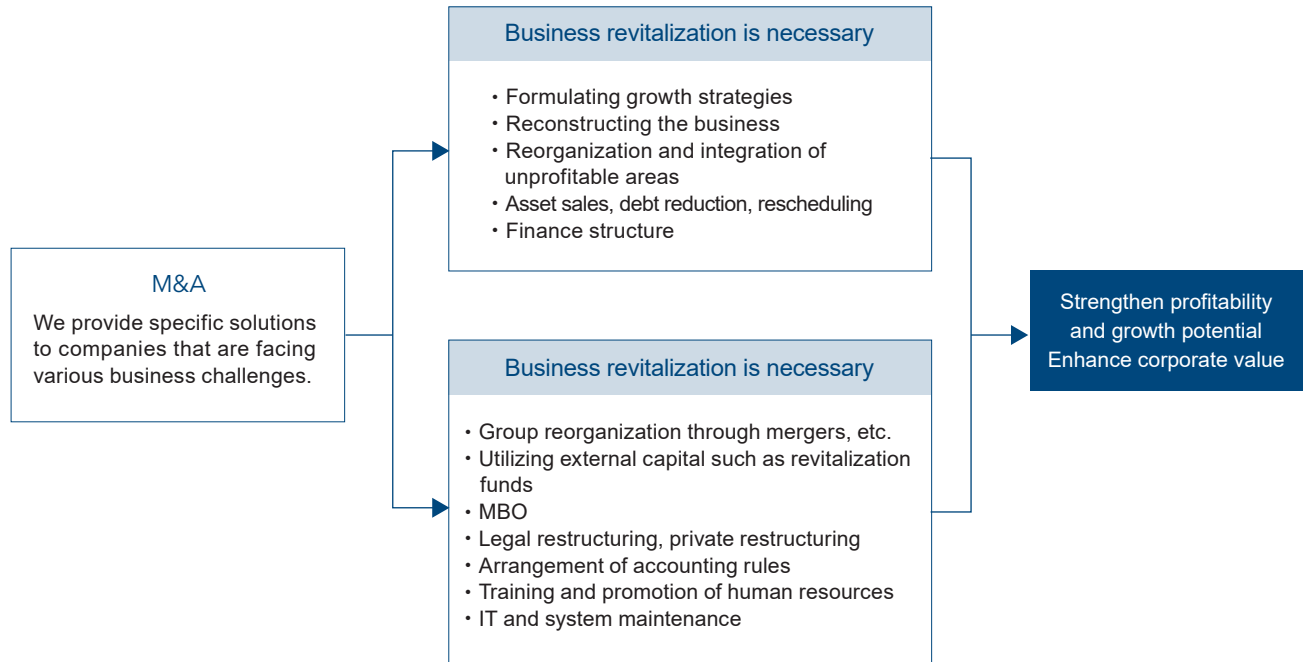 M&A
We provide specific solutions
to companies that are facing
various business challenges.
Business revitalization is necessary
・Formulating growth strategies
・Reconstructing the business
・Reorganization and integration of
unprofitable areas
・Asset sales, debt reduction, rescheduling
・Finance structure
Business revitalization is necessary
・Group reorganization through mergers, etc.
・Utilizing external capital such as revitalization
funds
・MBO
・Legal restructuring, private restructuring
・Arrangement of accounting rules
・Training and promotion of human resources
・IT and system maintenance
Strengthen profitability
and growth potential
Enhance corporate value